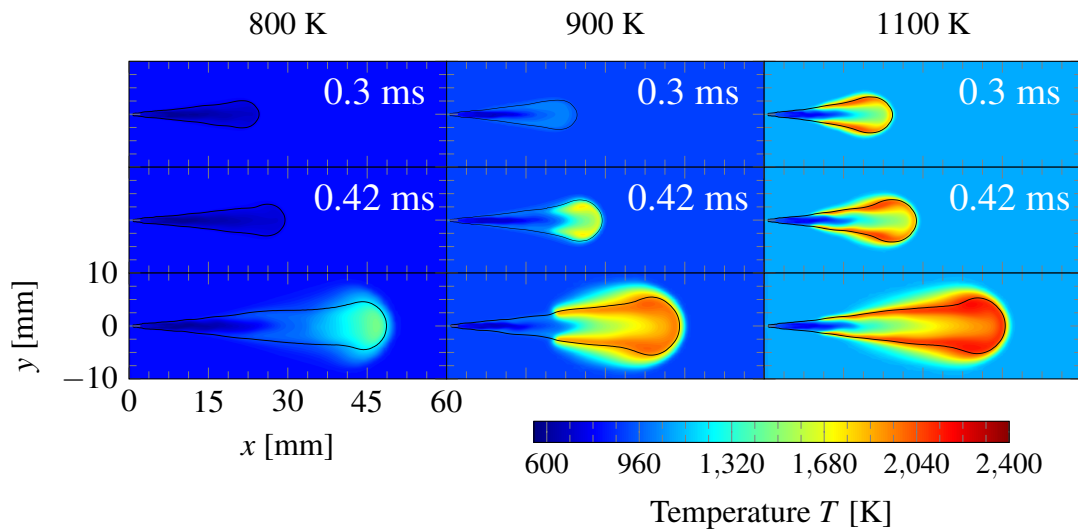 800 K 900 K 1100 K
0.3 ms 0.3 ms 0.3 ms
0.42 ms 0.42 ms 0.42 ms
10
0
−10
y [mm]
0 15 30 45 60
x [mm]
600 960 1,320 1,680 2,040 2,400
Temperature T [K]